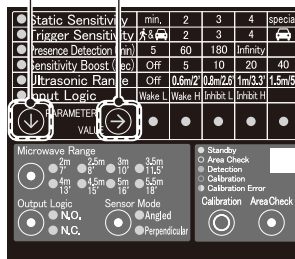 Static Sensitivity min. 2 3 4 special
Trigger Sensitivity & 2 3 4
Presence Detection (min) 5 60 180 Infinity
Sensitivity Boost (sec) Off 5 10 20 40
Ultrasonic Range Off 0.6m/2' 0.8m/2.6' 1m/3.3' 1.5m/5
Input Logic Wake L Wake H Inhibit L Inhibit H
PARAMETER
VALUE
Microwave Range
2m 7' 2.5m 8' 3m 10' 3.5m 11.5'
4m 13' 4.5m 15' 5m 16' 5.5m 18'
Standby
Area Check
Detection
Calibration
Calibration Error
Output Logic
N.O.
N.C.
Sensor Mode
Angled
Perpendicular
Calibration
Area Check